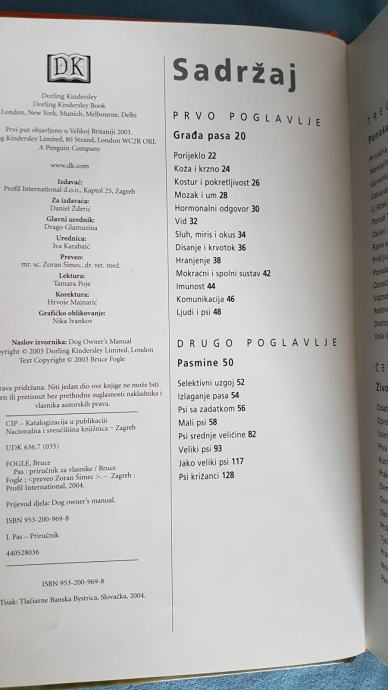 DK
Dorling Kindersley
Dorling Kindersley Book
London, New York, Munich, Melbourne, Delhi
Prvi put objavljeno u Velikoj Britaniji 2003.
Kindersley Limited, 80 Strand, London WC2R ORL
A Penguin Company
www.dk.com
Izdavač:
Profil International d.o.o., Kaptol 25, Zagreb
Za izdavača:
Daniel Žderić
Glavni urednik:
Drago Glamuzina
Urednica:
Iva Karabaić
Preveo:
mr. sc. Zoran Šimec, dr. vet. med.
Lektura:
Tamara Poje
Korektura:
Hrvoje Majnarić
Grafičko oblikovanje:
Nika Ivankov
Naslov izvornika: Dog Owner's Manual
© 2003 Dorling Kindersley Limited, London
Text Copyright © 2003 Bruce Fogle
prava pridržana. Niti jedan dio ove knjige ne može biti
ili pretisnut bez prethodne suglasnosti nakladnika i
vlasnika autorskih prava.
CIP – Katalogizacija u publikaciji
Nacionalna i sveučilišna knjižnica – Zagreb
UDK 636.7 (035)
FOGLE, Bruce
Pas : priručnik za vlasnike / Bruce
Fogle ; <preveo Zoran Šimec >. – Zagreb :
Profil International, 2004.
Prijevod djela: Dog owner's manual.
ISBN 953-200-969-8
I. Pas – Priručnik
440528036
ISBN 953-200-969-8
Tisak: Tlačiarne Banska Bystrica, Slovačka, 2004.
Sadržaj
PRVO POGLAVLJE
Građa pasa 20
Porijeklo 22
Koža i krzno 24
Kostur i pokretljivost 26
Mozak i um 28
Hormonalni odgovor 30
Vid 32
Sluh, miris i okus 34
Disanje i krvotok 36
Hranjenje 38
Mokraćni i spolni sustav 42
Imunost 44
Komunikacija 46
Ljudi i psi 48
DRUGO POGLAVLJE
Pasmine 50
Selektivni uzgoj 52
Izlaganje pasa 54
Psi sa zadatkom 56
Mali psi 58
Psi srednje veličine 82
Veliki psi 93
Jako veliki psi 117
Psi križanci 128